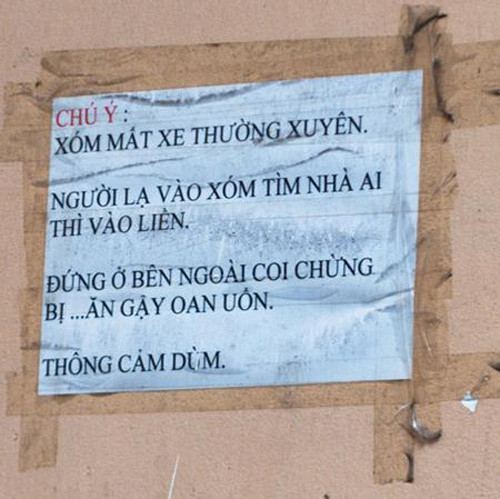 CHÚ Ý :
XÓM MẤT XE THƯỜNG XUYÊN.
NGƯỜI LẠ VÀO XÓM TÌM NHÀ AI
THÌ VÀO LIỀN.
ĐỨNG Ở BÊN NGOÀI COI CHỪNG
BỊ ...ĂN GẬY OAN UỔN.
THÔNG CẢM DÙM.